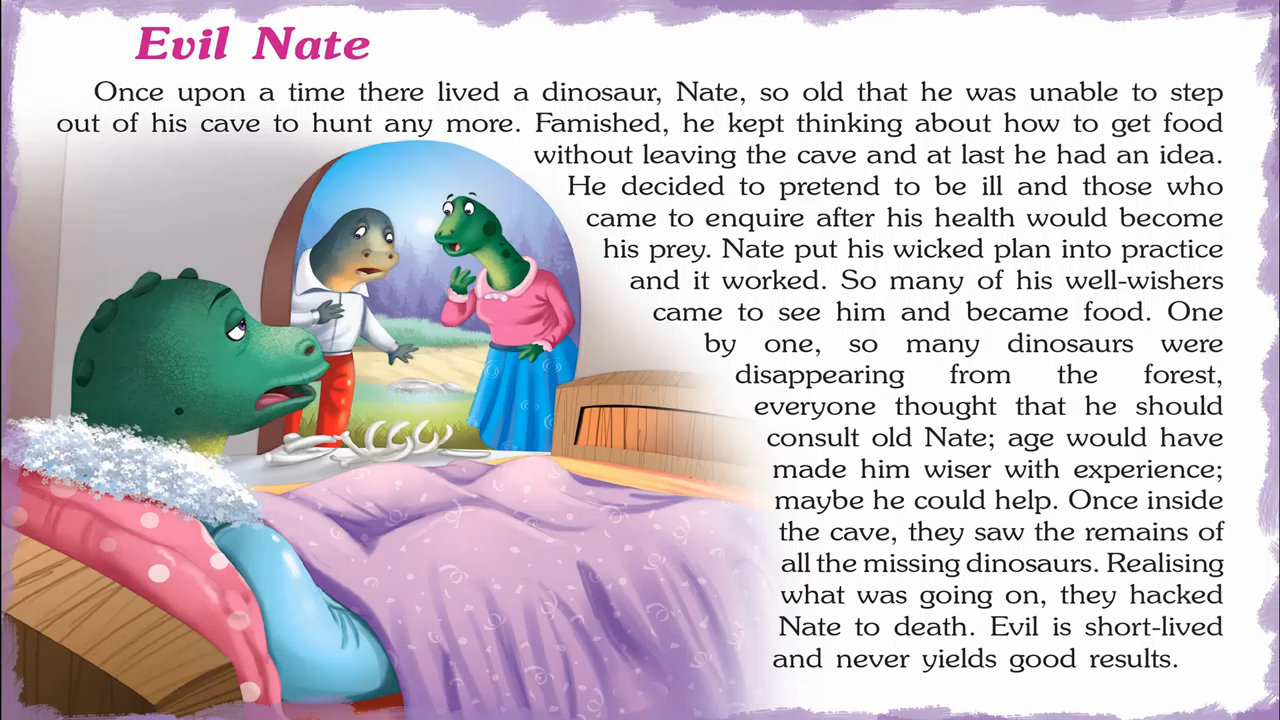 Evil Nate
Once upon a time there lived a dinosaur, Nate, so old that he was unable to step
out of his cave to hunt any more. Famished, he kept thinking about how to get food
without leaving the cave and at last he had an idea.
He decided to pretend to be ill and those who
came to enquire after his health would become
his prey. Nate put his wicked plan into practice
and it worked. So many of his well-wishers
came to see him and became food. One
by one, so many dinosaurs were
disappearing from the forest,
everyone thought that he should
consult old Nate; age would have
made him wiser with experience;
maybe he could help. Once inside
the cave, they saw the remains of
all the missing dinosaurs. Realising
what was going on, they hacked
Nate to death. Evil is short-lived
and never yields good results.